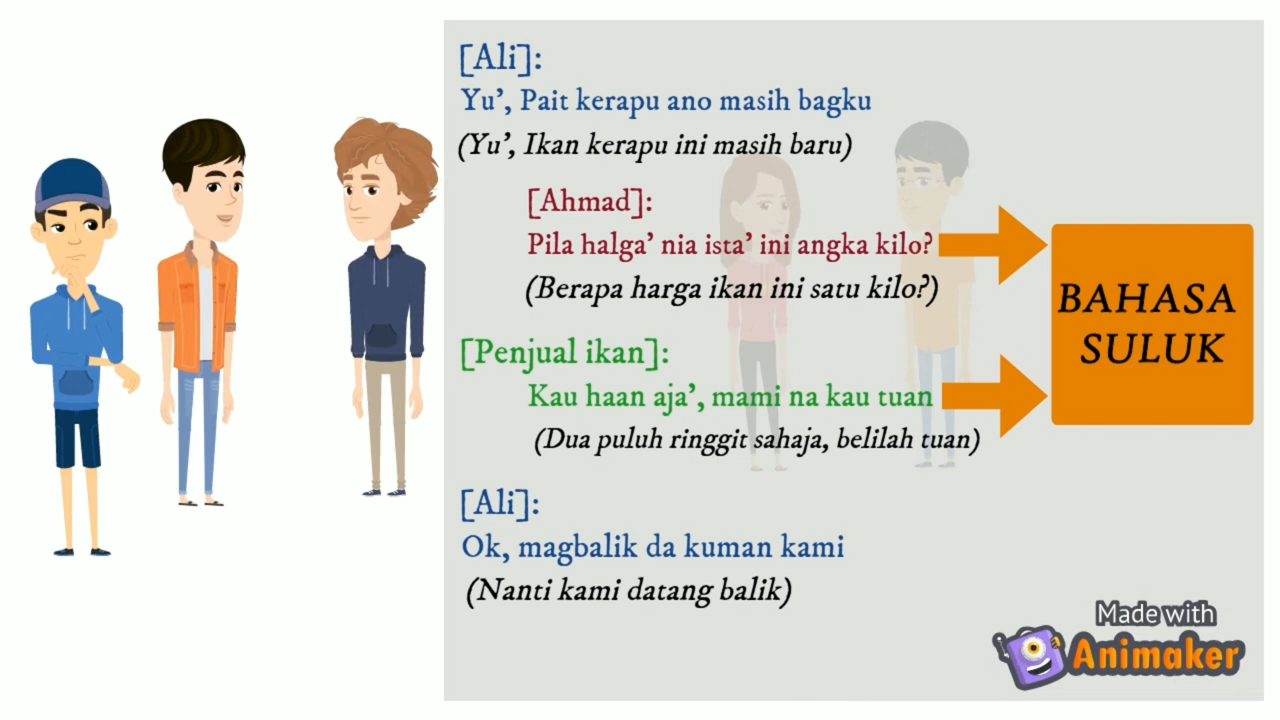 [Ali]:
Yu', Pait kerapu ano masih bagku
(Yu', Ikan kerapu ini masih baru)
[Ahmad]:
Pila halga' nia ista' ini angka kilo?
(Berapa harga ikan ini satu kilo?)
BAHASA
SULUK
[Penjual ikan]:
Kau haan aja', mami na kau tuan
(Dua puluh ringgit sahaja, belilah tuan)
[Ali]:
Ok, magbalik da kuman kami
(Nanti kami datang balik)
Made with
Animaker